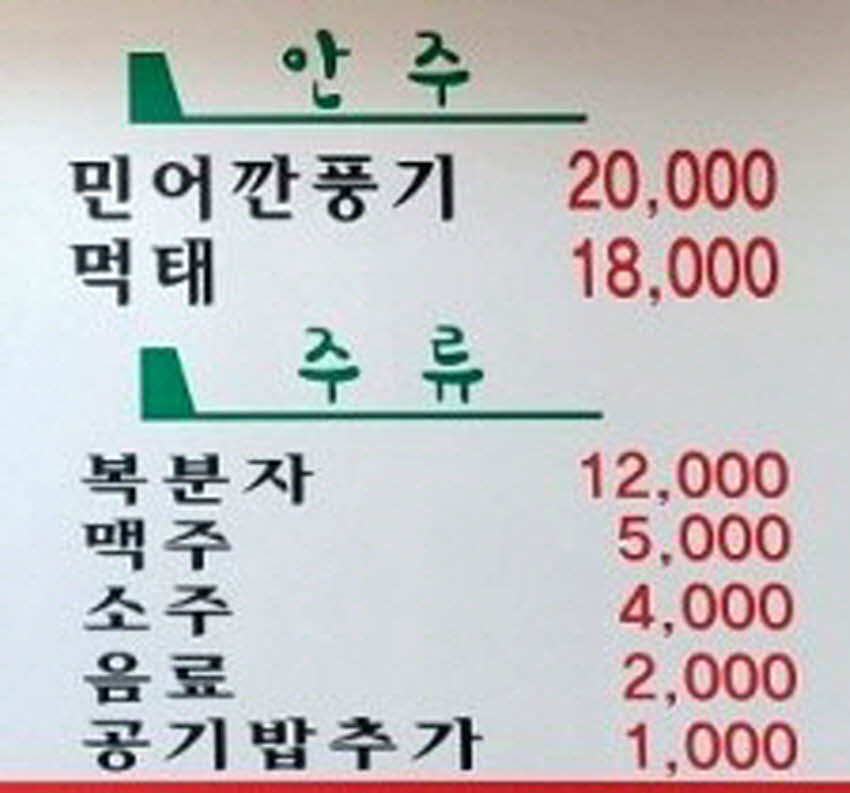 안 주
민어깐풍기 20,000
먹태 18,000
주 류
복분자 12,000
맥주 5,000
소주 4,000
음료 2,000
공기밥추가 1,000